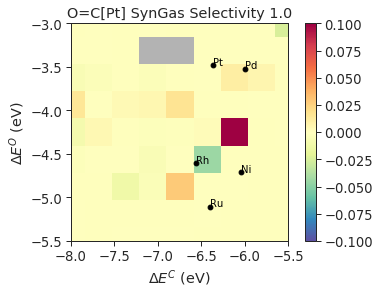 O=C[Pt] SynGas Selectivity 1.0
−3.0
−3.5
−4.0
−4.5
−5.0
−5.5
ΔE^O (eV)
Pt
Pd
Rh
Ni
Ru
−8.0 −7.5 −7.0 −6.5 −6.0 −5.5
ΔE^C (eV)
0.100
0.075
0.050
0.025
0.000
−0.025
−0.050
−0.075
−0.100